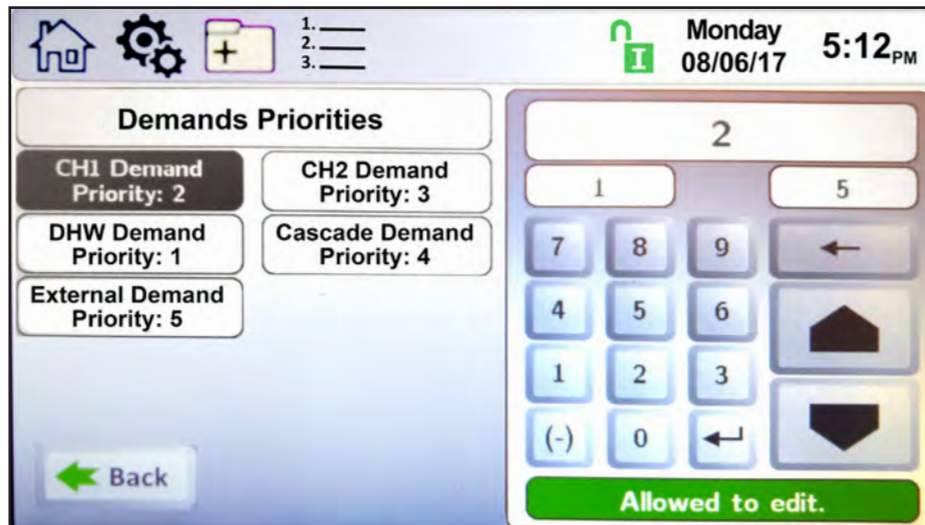 1.
2.
3.
I
Monday
08/06/17
5:12PM
Demands Priorities
CH1 Demand
Priority: 2
CH2 Demand
Priority: 3
DHW Demand
Priority: 1
Cascade Demand
Priority: 4
External Demand
Priority: 5
Back
2
1
5
7 8 9
4 5 6
1 2 3
(-) 0
Allowed to edit.